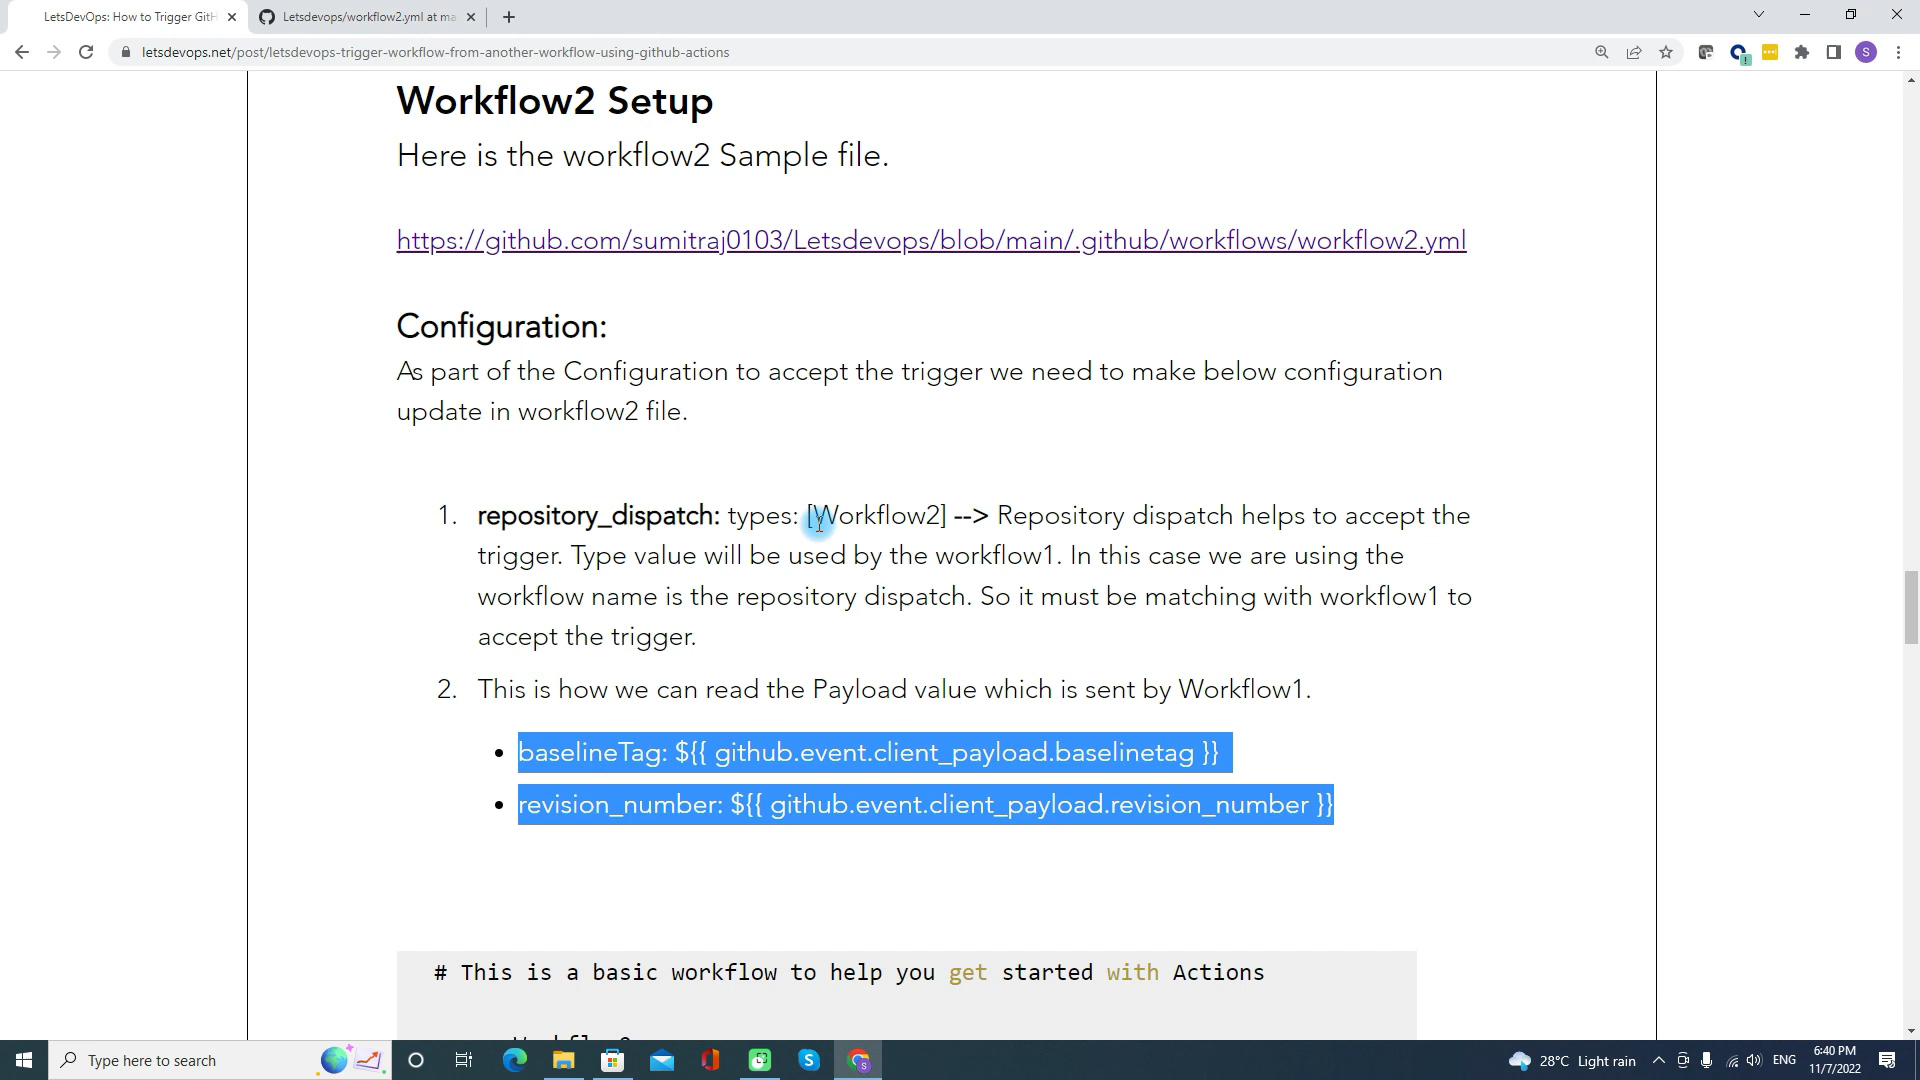 LetsDevOps: How to Trigger GitH
Letsdevops/workflow2.yml at ma
letsdevops.net/post/letsdevops-trigger-workflow-from-another-workflow-using-github-actions
S
Workflow2 Setup
Here is the workflow2 Sample file.
https://github.com/sumitraj0103/Letsdevops/blob/main/.github/workflows/workflow2.yml
Configuration:
As part of the Configuration to accept the trigger we need to make below configuration
update in workflow2 file.
1. repository_dispatch: types: [Workflow2] --> Repository dispatch helps to accept the
trigger. Type value will be used by the workflow1. In this case we are using the
workflow name is the repository dispatch. So it must be matching with workflow1 to
accept the trigger.
2. This is how we can read the Payload value which is sent by Workflow1.
• baselineTag: ${{ github.event.client_payload.baselinetag }}
• revision_number: ${{ github.event.client_payload.revision_number }}
# This is a basic workflow to help you get started with Actions
Type here to search
28°C Light rain
ENG
6:40 PM
11/7/2022